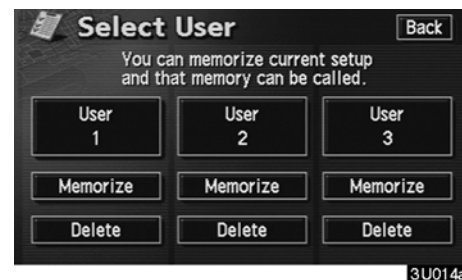 Select User
Back
You can memorize current setup
and that memory can be called.
User User User
1 2 3
Memorize Memorize Memorize
Delete Delete Delete
3U014a